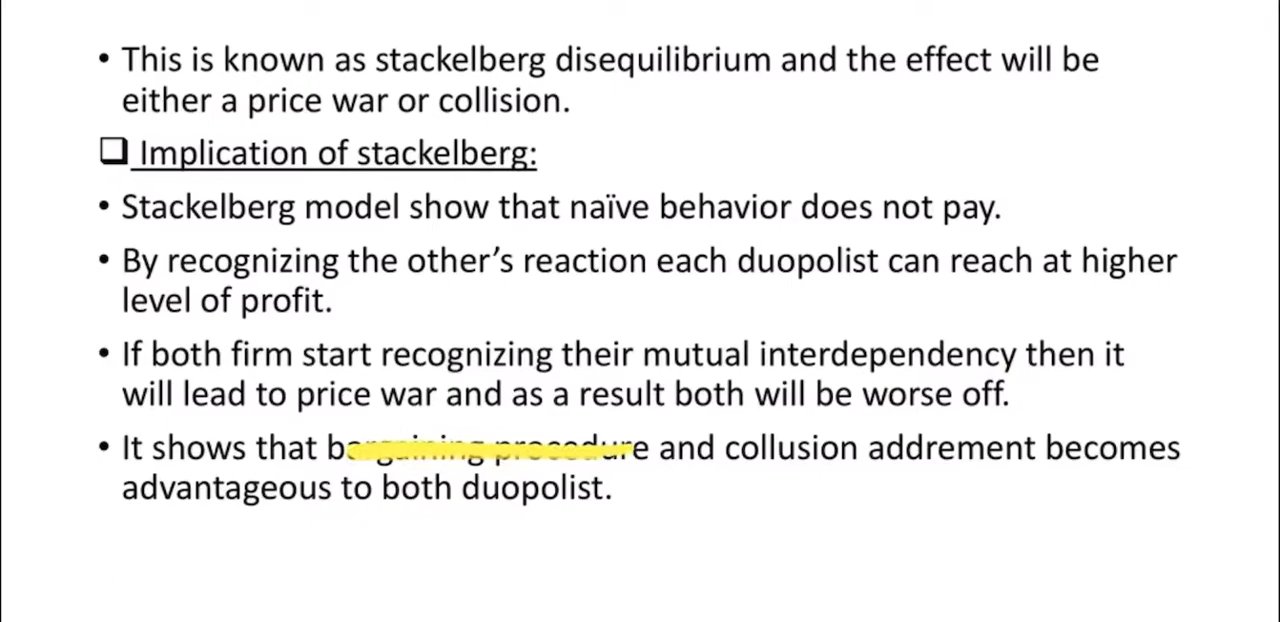 • This is known as stackelberg disequilibrium and the effect will be
either a price war or collision.
❑ Implication of stackelberg:
• Stackelberg model show that naïve behavior does not pay.
• By recognizing the other's reaction each duopolist can reach at higher
level of profit.
• If both firm start recognizing their mutual interdependency then it
will lead to price war and as a result both will be worse off.
• It shows that bargaining procedure and collusion addrement becomes
advantageous to both duopolist.